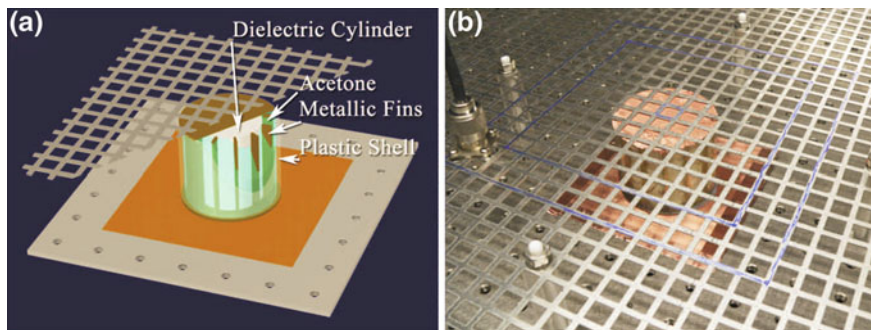 (a)
Dielectric Cylinder
Acetone
Metallic Fins
Plastic Shell
(b)